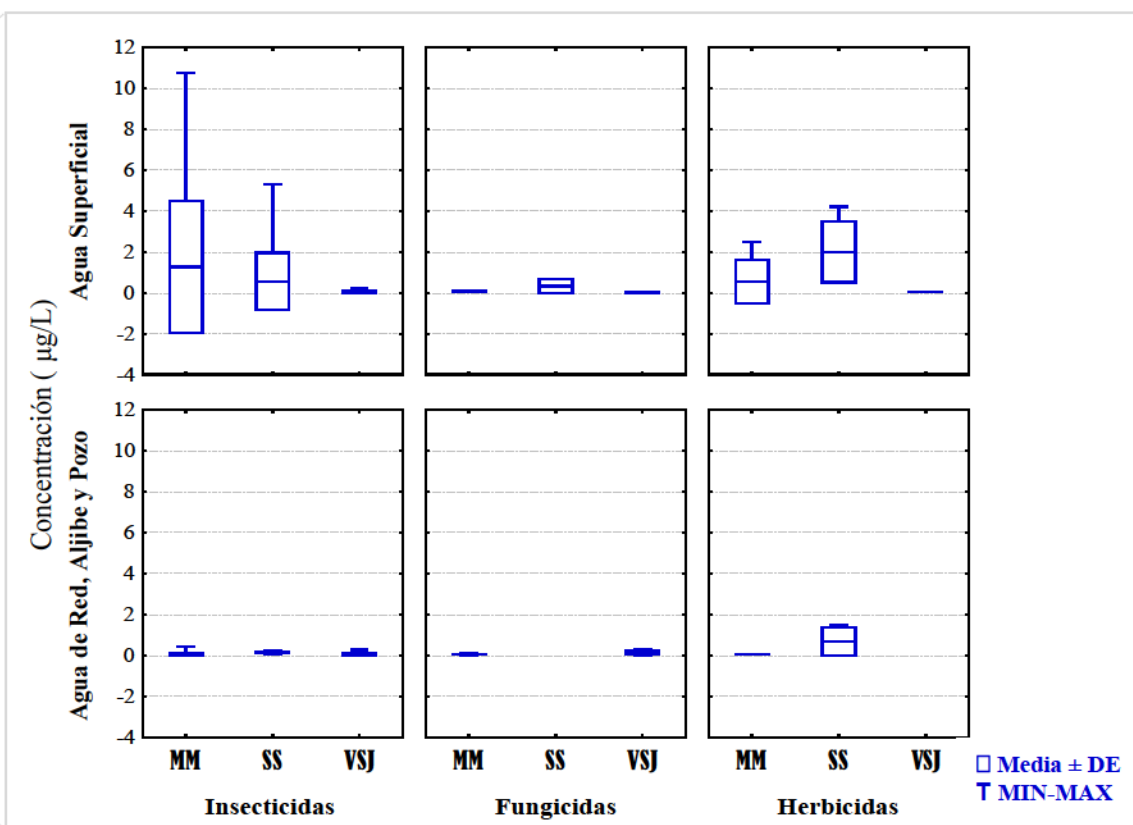 Concentración ( µg/L)
Agua Superficial
12
10
8
6
4
2
0
-2
-4
Agua de Red, Aljibe y Pozo
12
10
8
6
4
2
0
-2
-4
MM SS VSJ MM SS VSJ MM SS VSJ
Insecticidas Fungicidas Herbicidas
Media ± DE
MIN-MAX